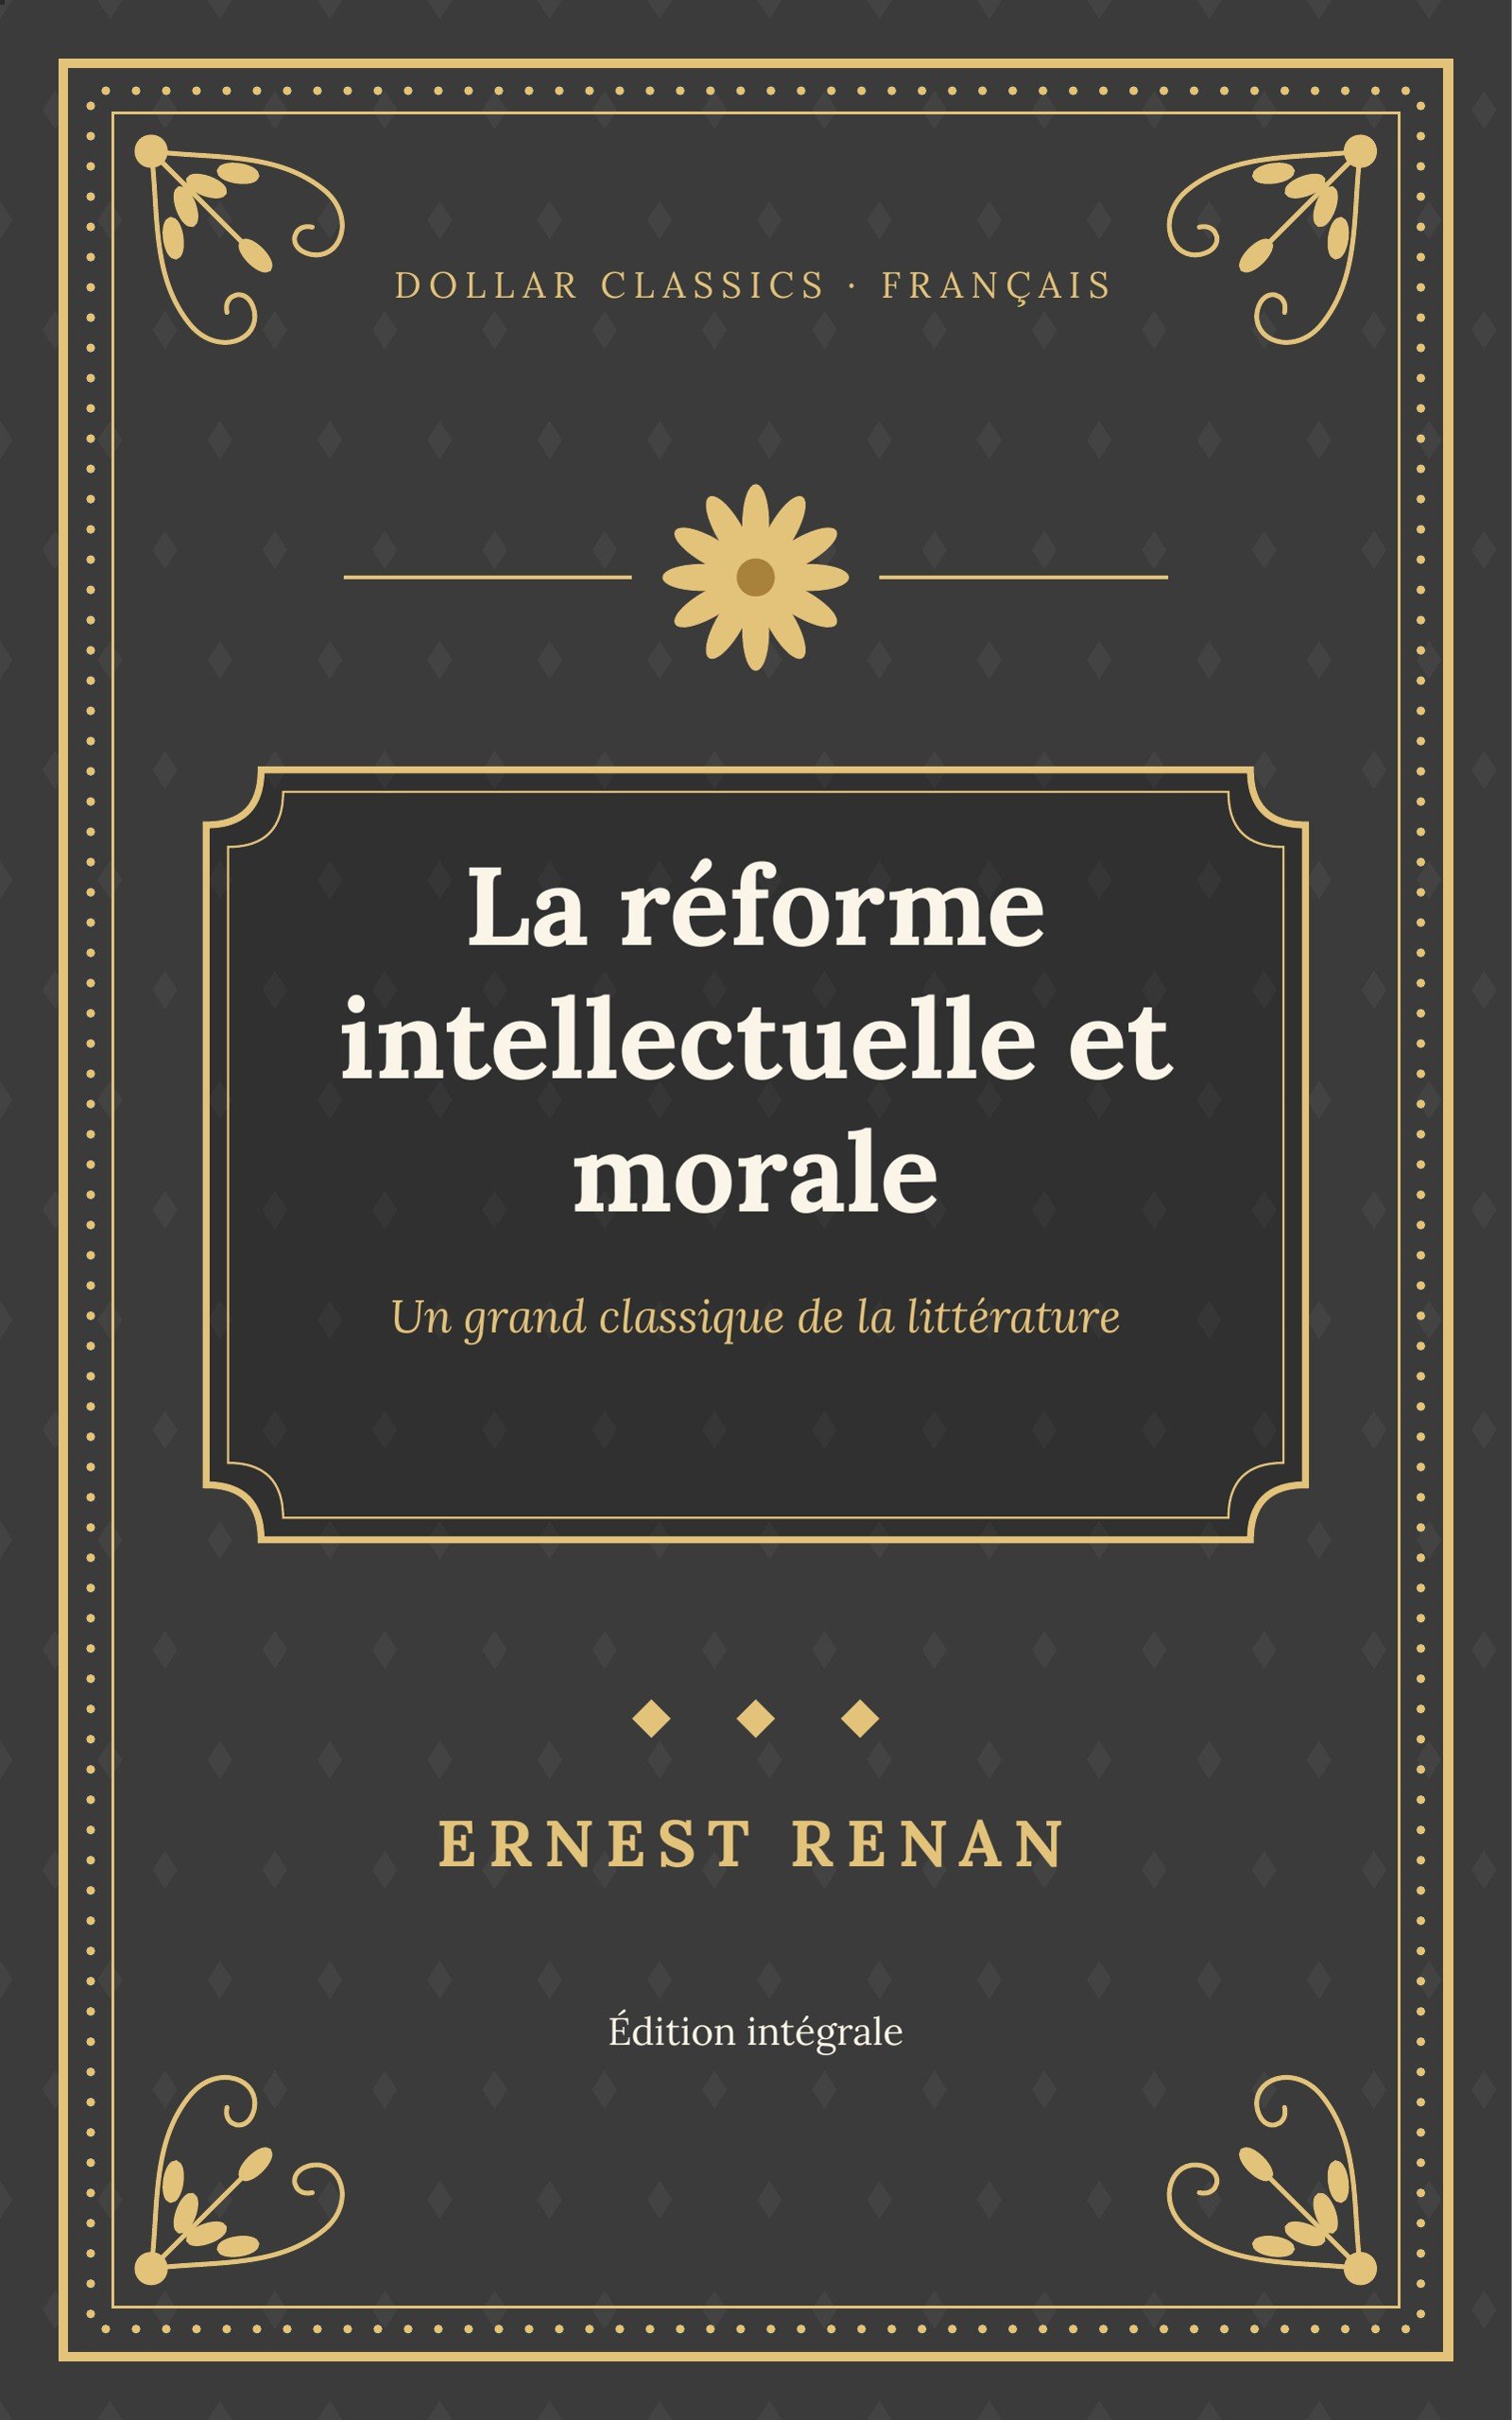 DOLLAR CLASSICS · FRANÇAIS
La réforme
intellectuelle et
morale
Un grand classique de la littérature
ERNEST RENAN
Édition intégrale